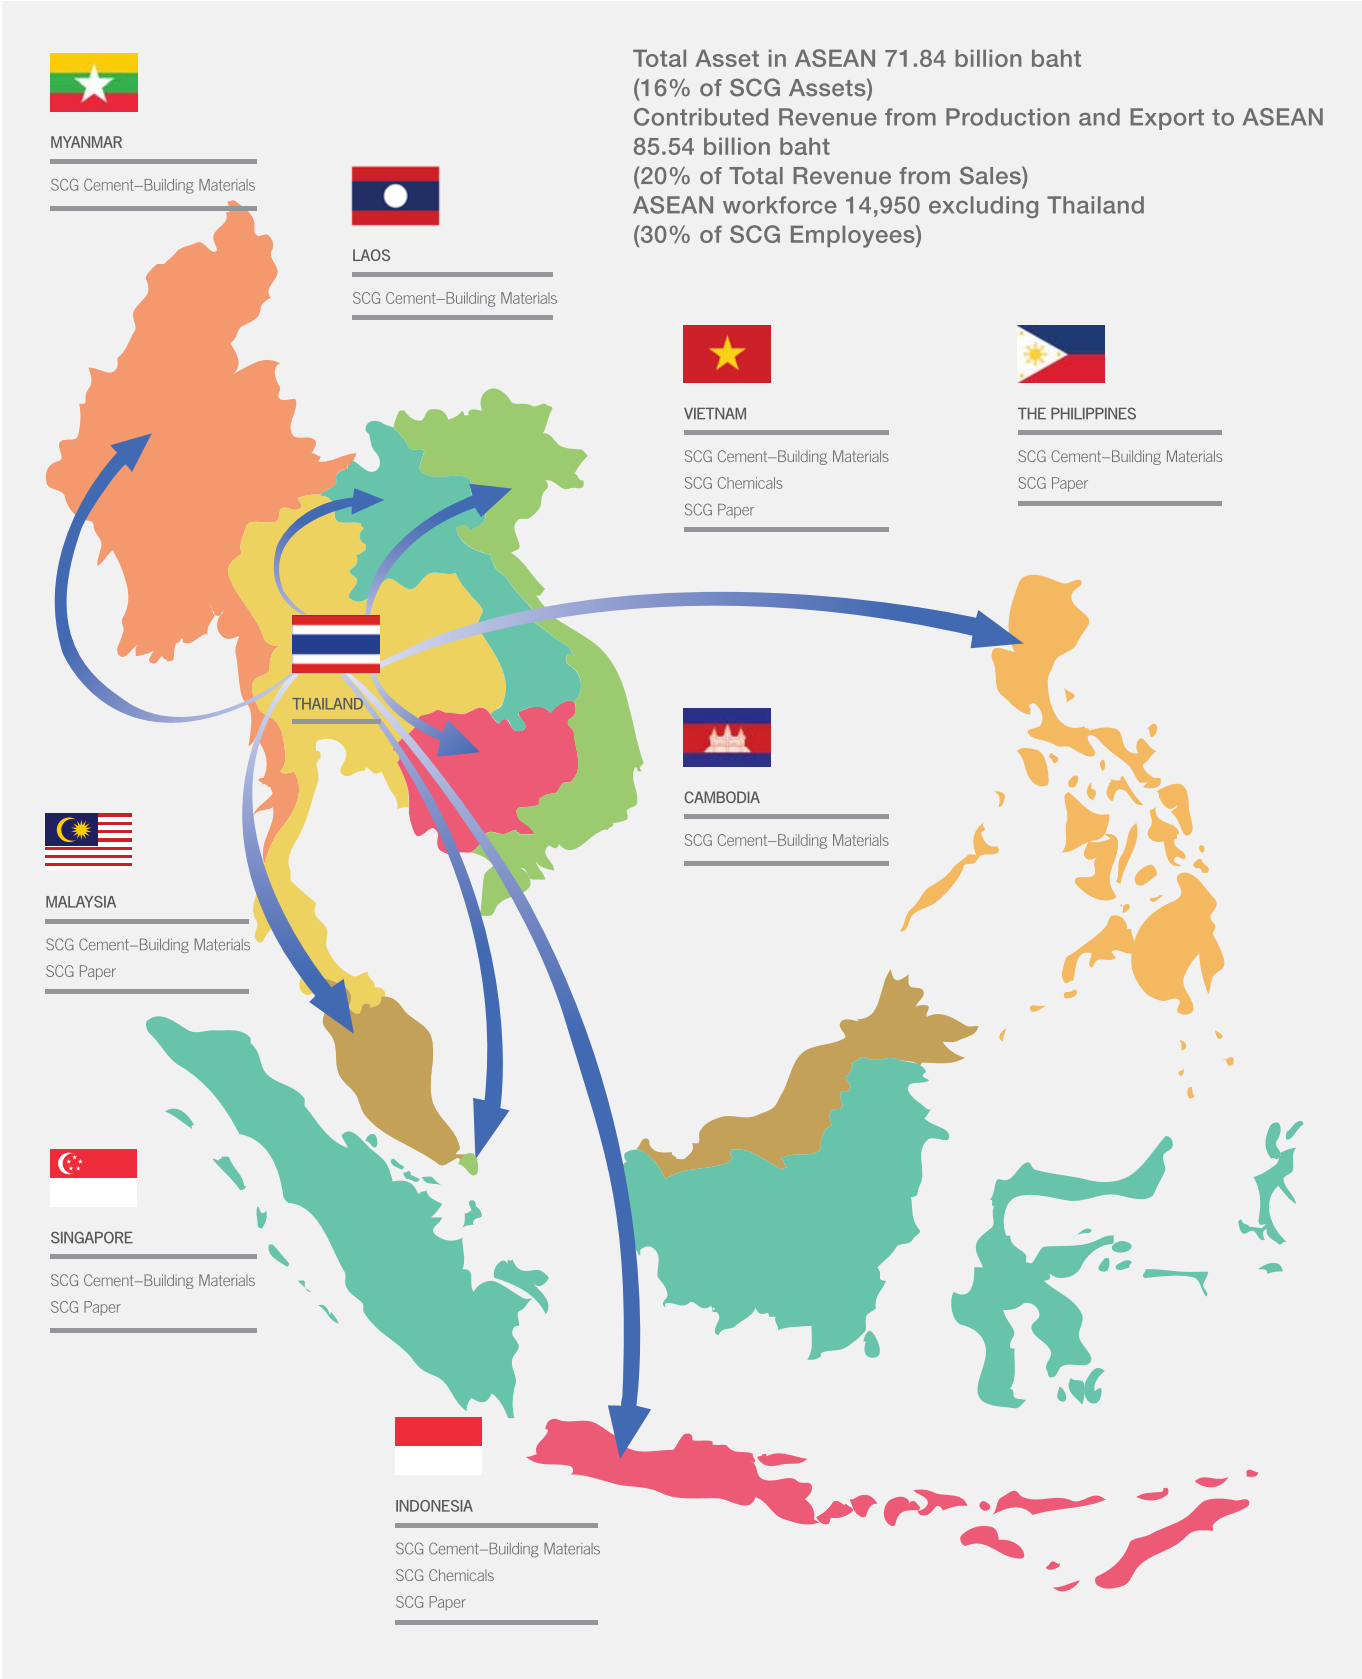 Total Asset in ASEAN 71.84 billion baht
(16% of SCG Assets)
Contributed Revenue from Production and Export to ASEAN
85.54 billion baht
(20% of Total Revenue from Sales)
ASEAN workforce 14,950 excluding Thailand
(30% of SCG Employees)
MYANMAR
SCG Cement–Building Materials
LAOS
SCG Cement–Building Materials
VIETNAM
SCG Cement–Building Materials
SCG Chemicals
SCG Paper
THE PHILIPPINES
SCG Cement–Building Materials
SCG Paper
THAILAND
CAMBODIA
SCG Cement–Building Materials
MALAYSIA
SCG Cement–Building Materials
SCG Paper
SINGAPORE
SCG Cement–Building Materials
SCG Paper
INDONESIA
SCG Cement–Building Materials
SCG Chemicals
SCG Paper